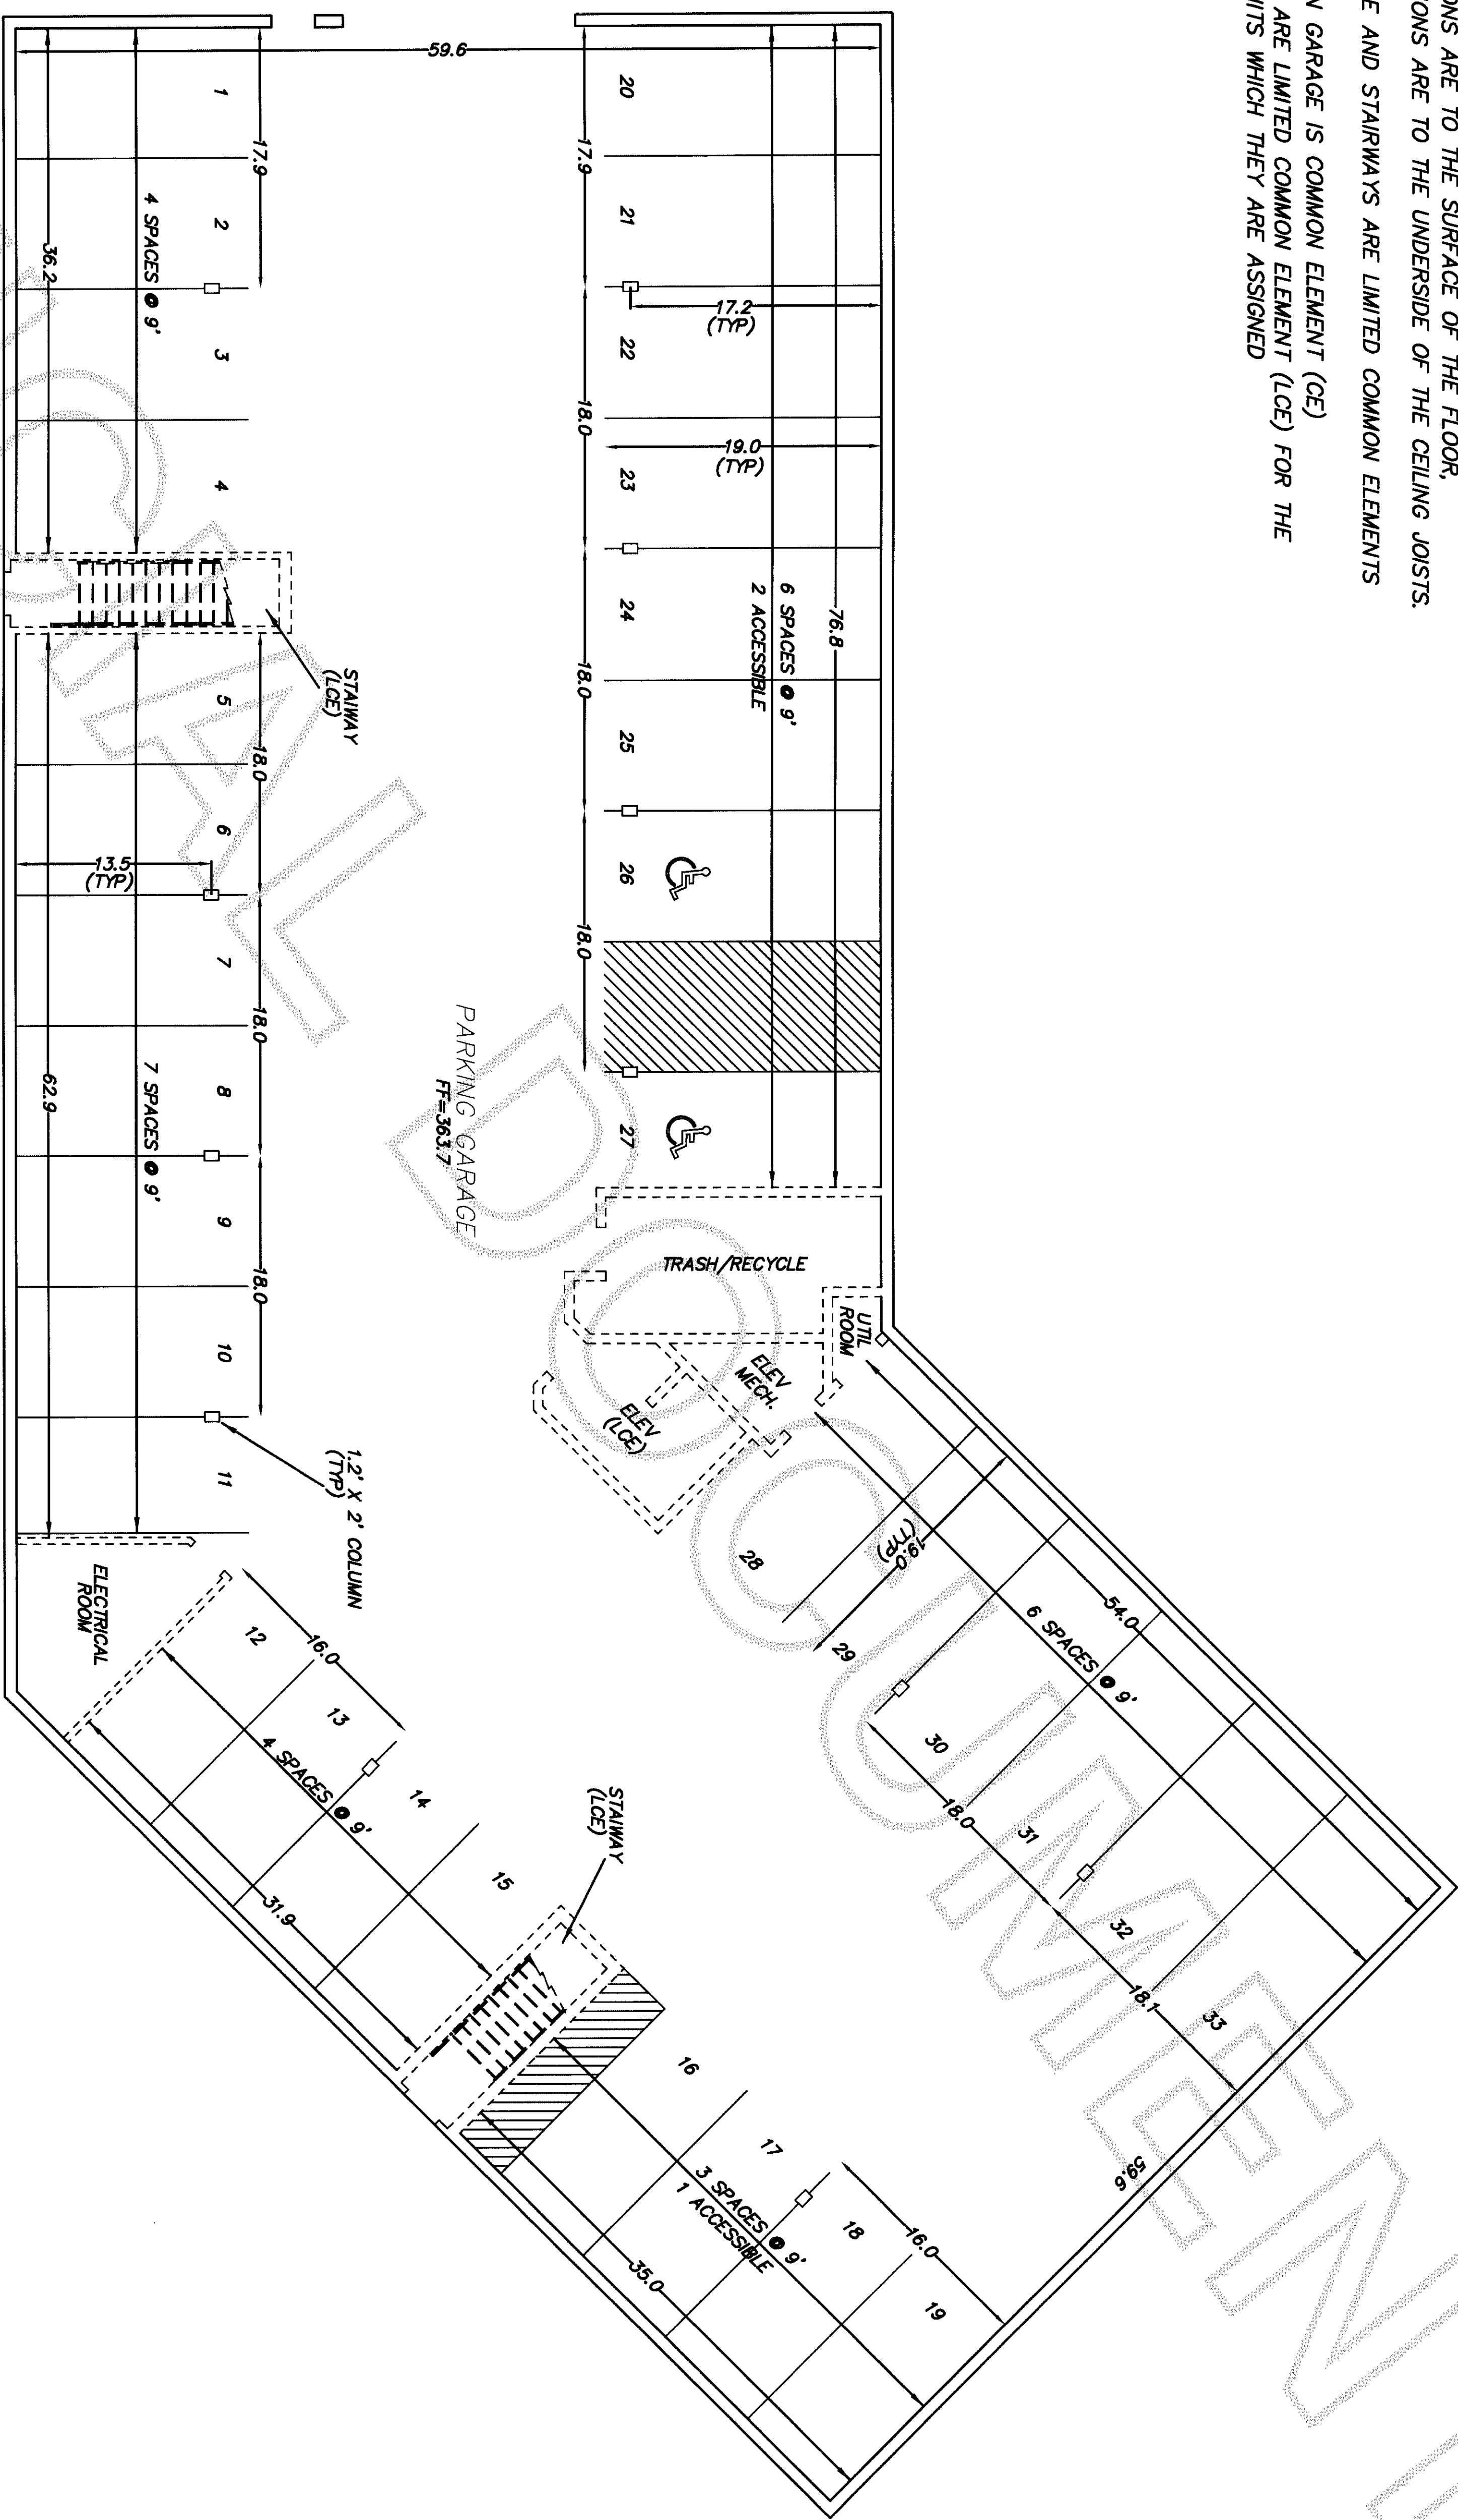 ONS ARE TO THE SURFACE OF THE FLOOR,
IONS ARE TO THE UNDERSIDE OF THE CEILING JOISTS.
E AND STAIRWAYS ARE LIMITED COMMON ELEMENTS
N GARAGE IS COMMON ELEMENT (CE)
ARE LIMITED COMMON ELEMENT (LCE) FOR THE
ITS WHICH THEY ARE ASSIGNED
59.6
76.8
6 SPACES @ 9'
2 ACCESSIBLE
19.0
(TYP)
17.2
(TYP)
20
21
22
23
24
25
26
27
17.9
18.0
18.0
18.0
TRASH/RECYCLE
UTIL
ROOM
ELEV
MECH.
ELEV
(LCE)
PARKING GARAGE
FF=363.7
54.0
6 SPACES @ 9'
19.0
(TYP)
28
29
30
31
32
33
18.0
18.1
59.6
STAIWAY
(LCE)
17.9
18.0
18.0
18.0
1
2
3
4
5
6
7
8
9
10
11
4 SPACES @ 9'
7 SPACES @ 9'
13.5
(TYP)
36.2
62.9
1.2' X 2' COLUMN
(TYP)
ELECTRICAL
ROOM
16.0
12
13
14
15
4 SPACES @ 9'
31.9
STAIWAY
(LCE)
16
17
18
19
16.0
3 SPACES @ 9'
1 ACCESSIBLE
35.0
CIAL DOCUMEN